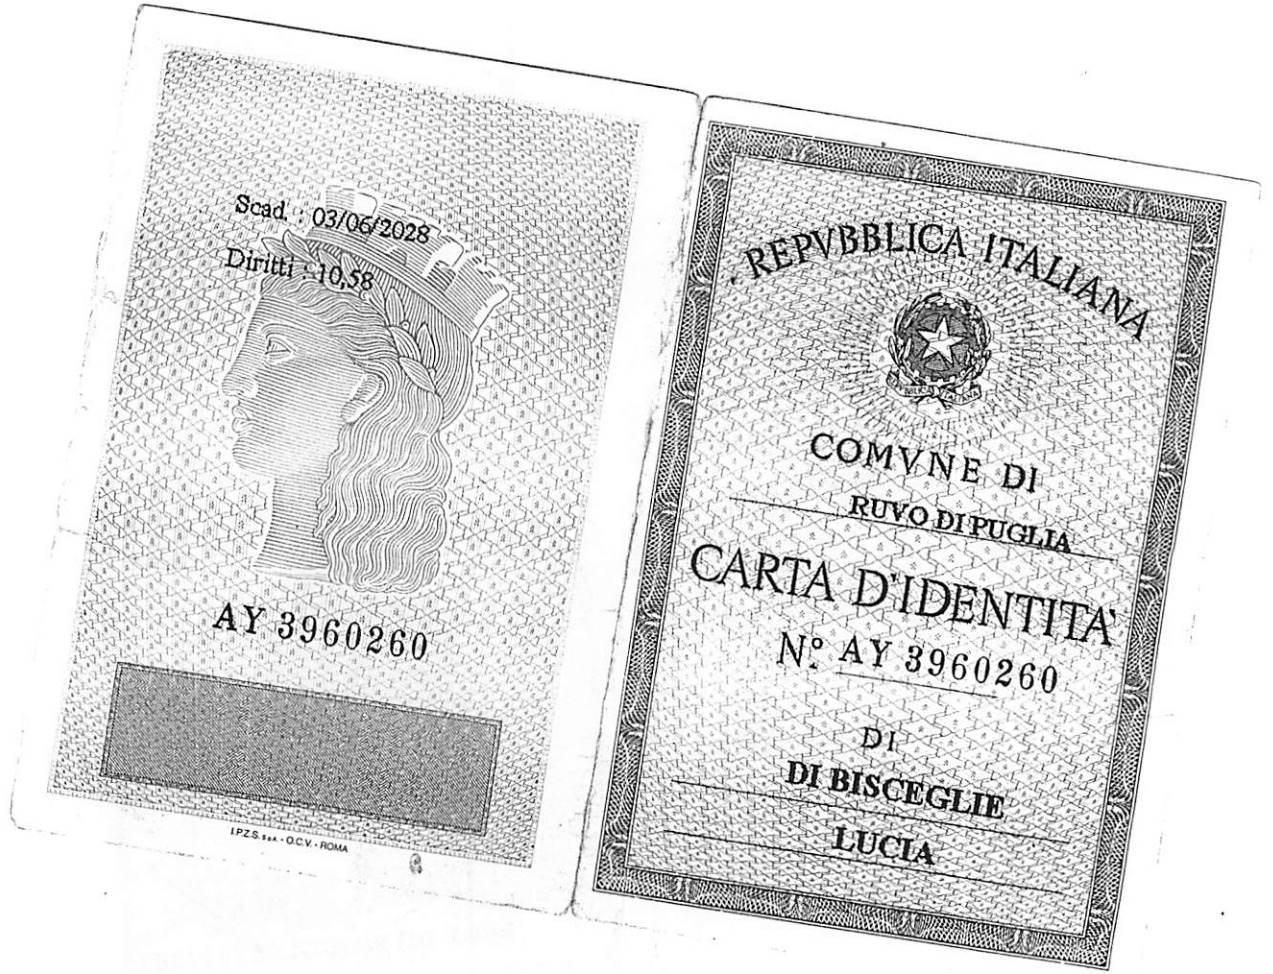 Scad. : 03/06/2028
Diritti : 10,58
AY 3960260
I.P.Z.S. S.p.A. - O.C.V. - ROMA
REPVBBLICA ITALIANA
COMVNE DI
RUVO DI PUGLIA
CARTA D'IDENTITA'
N.º AY 3960260
DI
DI BISCEGLIE
LUCIA